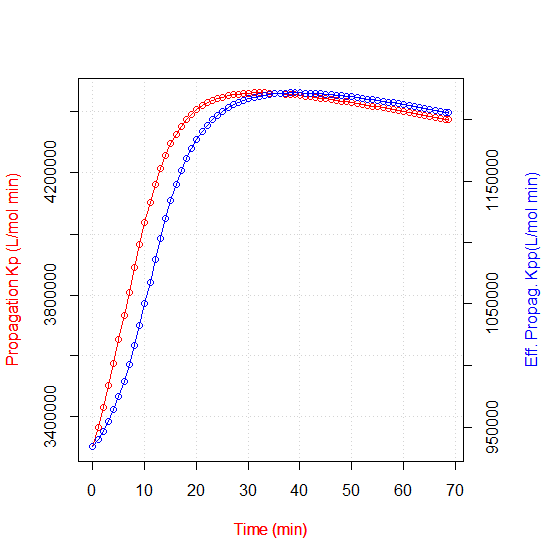 Propagation Kp (L/mol min)
3400000
3800000
4200000
950000
1050000
1150000
Eff. Propag. Kpp(L/mol min)
0 10 20 30 40 50 60 70
Time (min)